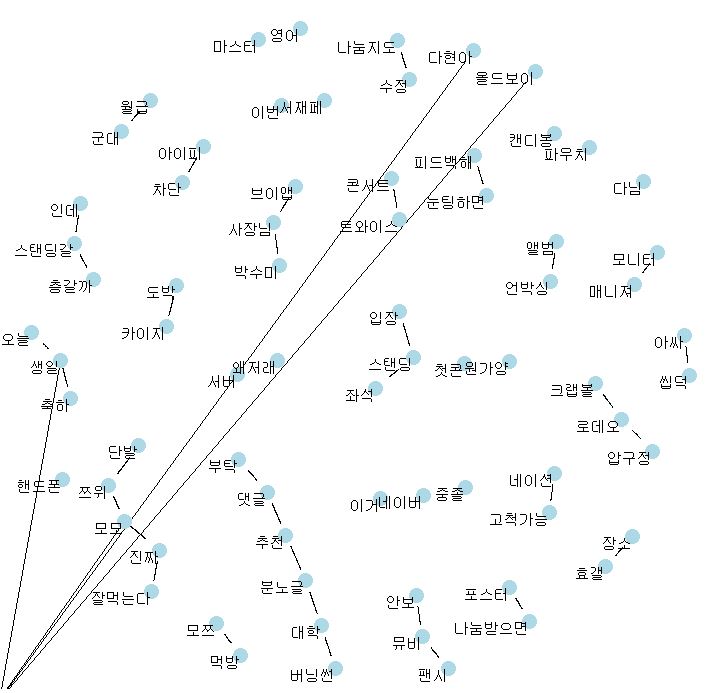 영어
마스터
나눔지도
다현아
올드보이
수정
월급
이번
서재페
군대
캔디봉
파우치
아이피
피드백해
차단
콘서트
다님
브이앱
눈팅하면
인데
사장님
트와이스
스탠딩갈
앨범
모니터
박수미
층갈까
도박
언박싱
매니져
입장
카이지
오늘
아싸
생일
왜저래
서버
스탠딩
첫콘
원가양
씹덕
축하
좌석
크랩볼
로데오
단발
부탁
압구정
핸드폰
쯔위
댓글
이거
네이버
중졸
네이션
모모
고척가능
추천
진짜
장소
분노글
효갤
잘먹는다
안보
포스터
모쯔
대학
뮤비
나눔받으면
먹방
버닝썬
팬시